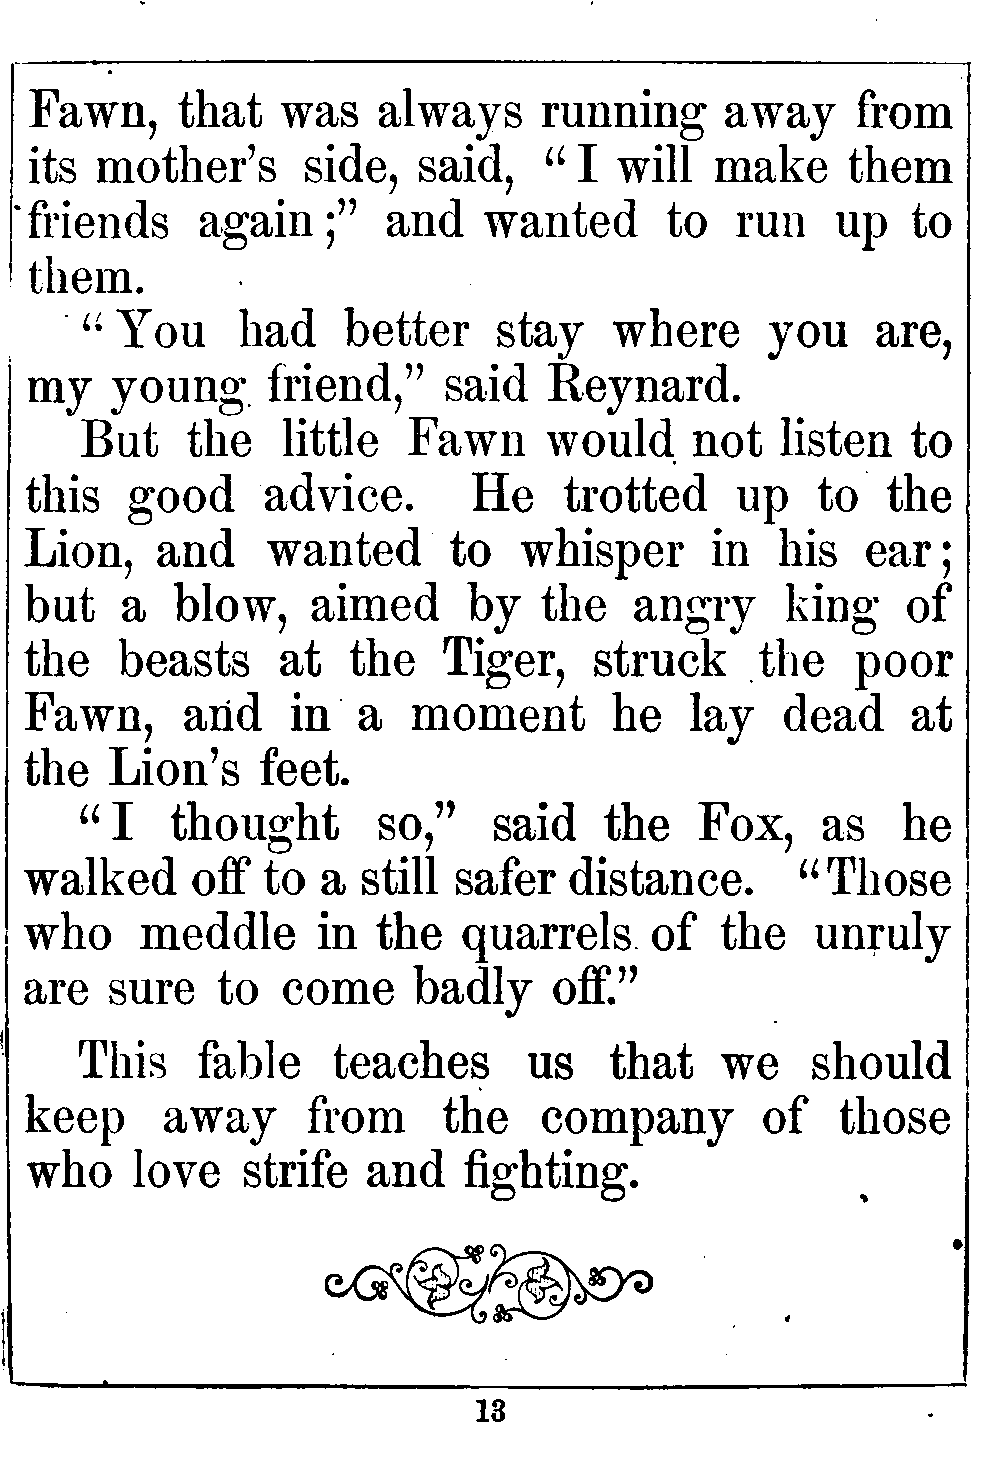 Fawn, that was always running away from
its mother's side, said, “I will make them
friends again;” and wanted to run up to
them.
“You had better stay where you are,
my young friend,” said Reynard.
But the little Fawn would not listen to
this good advice. He trotted up to the
Lion, and wanted to whisper in his ear;
but a blow, aimed by the angry king of
the beasts at the Tiger, struck the poor
Fawn, and in a moment he lay dead at
the Lion's feet.
“I thought so,” said the Fox, as he
walked off to a still safer distance. “Those
who meddle in the quarrels of the unruly
are sure to come badly off.”
This fable teaches us that we should
keep away from the company of those
who love strife and fighting.
13